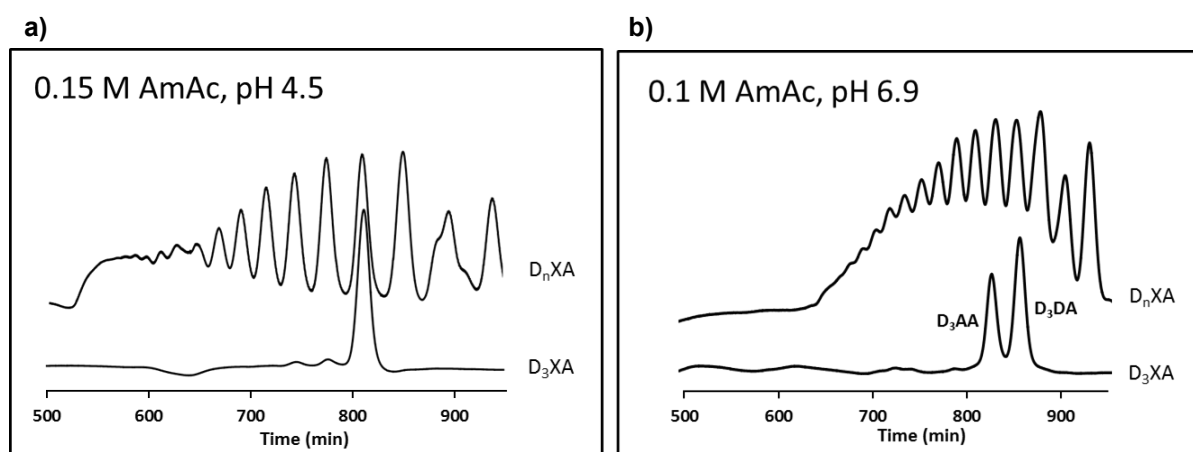 a)
0.15 M AmAc, pH 4.5
DₙXA
D₃XA
500 600 700 800 900
Time (min)
b)
0.1 M AmAc, pH 6.9
DₙXA
D₃AA
D₃DA
D₃XA
500 600 700 800 900
Time (min)